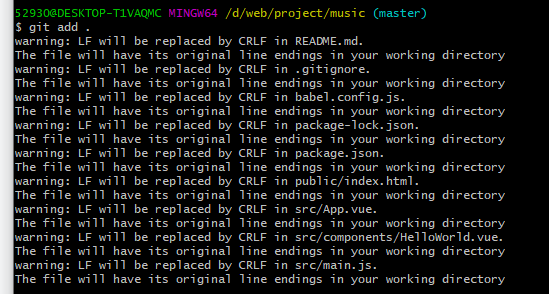 52930@DESKTOP-T1VAQMC MINGW64 /d/web/project/music (master)
$ git add .
warning: LF will be replaced by CRLF in README.md.
The file will have its original line endings in your working directory
warning: LF will be replaced by CRLF in .gitignore.
The file will have its original line endings in your working directory
warning: LF will be replaced by CRLF in babel.config.js.
The file will have its original line endings in your working directory
warning: LF will be replaced by CRLF in package-lock.json.
The file will have its original line endings in your working directory
warning: LF will be replaced by CRLF in package.json.
The file will have its original line endings in your working directory
warning: LF will be replaced by CRLF in public/index.html.
The file will have its original line endings in your working directory
warning: LF will be replaced by CRLF in src/App.vue.
The file will have its original line endings in your working directory
warning: LF will be replaced by CRLF in src/components/HelloWorld.vue.
The file will have its original line endings in your working directory
warning: LF will be replaced by CRLF in src/main.js.
The file will have its original line endings in your working directory